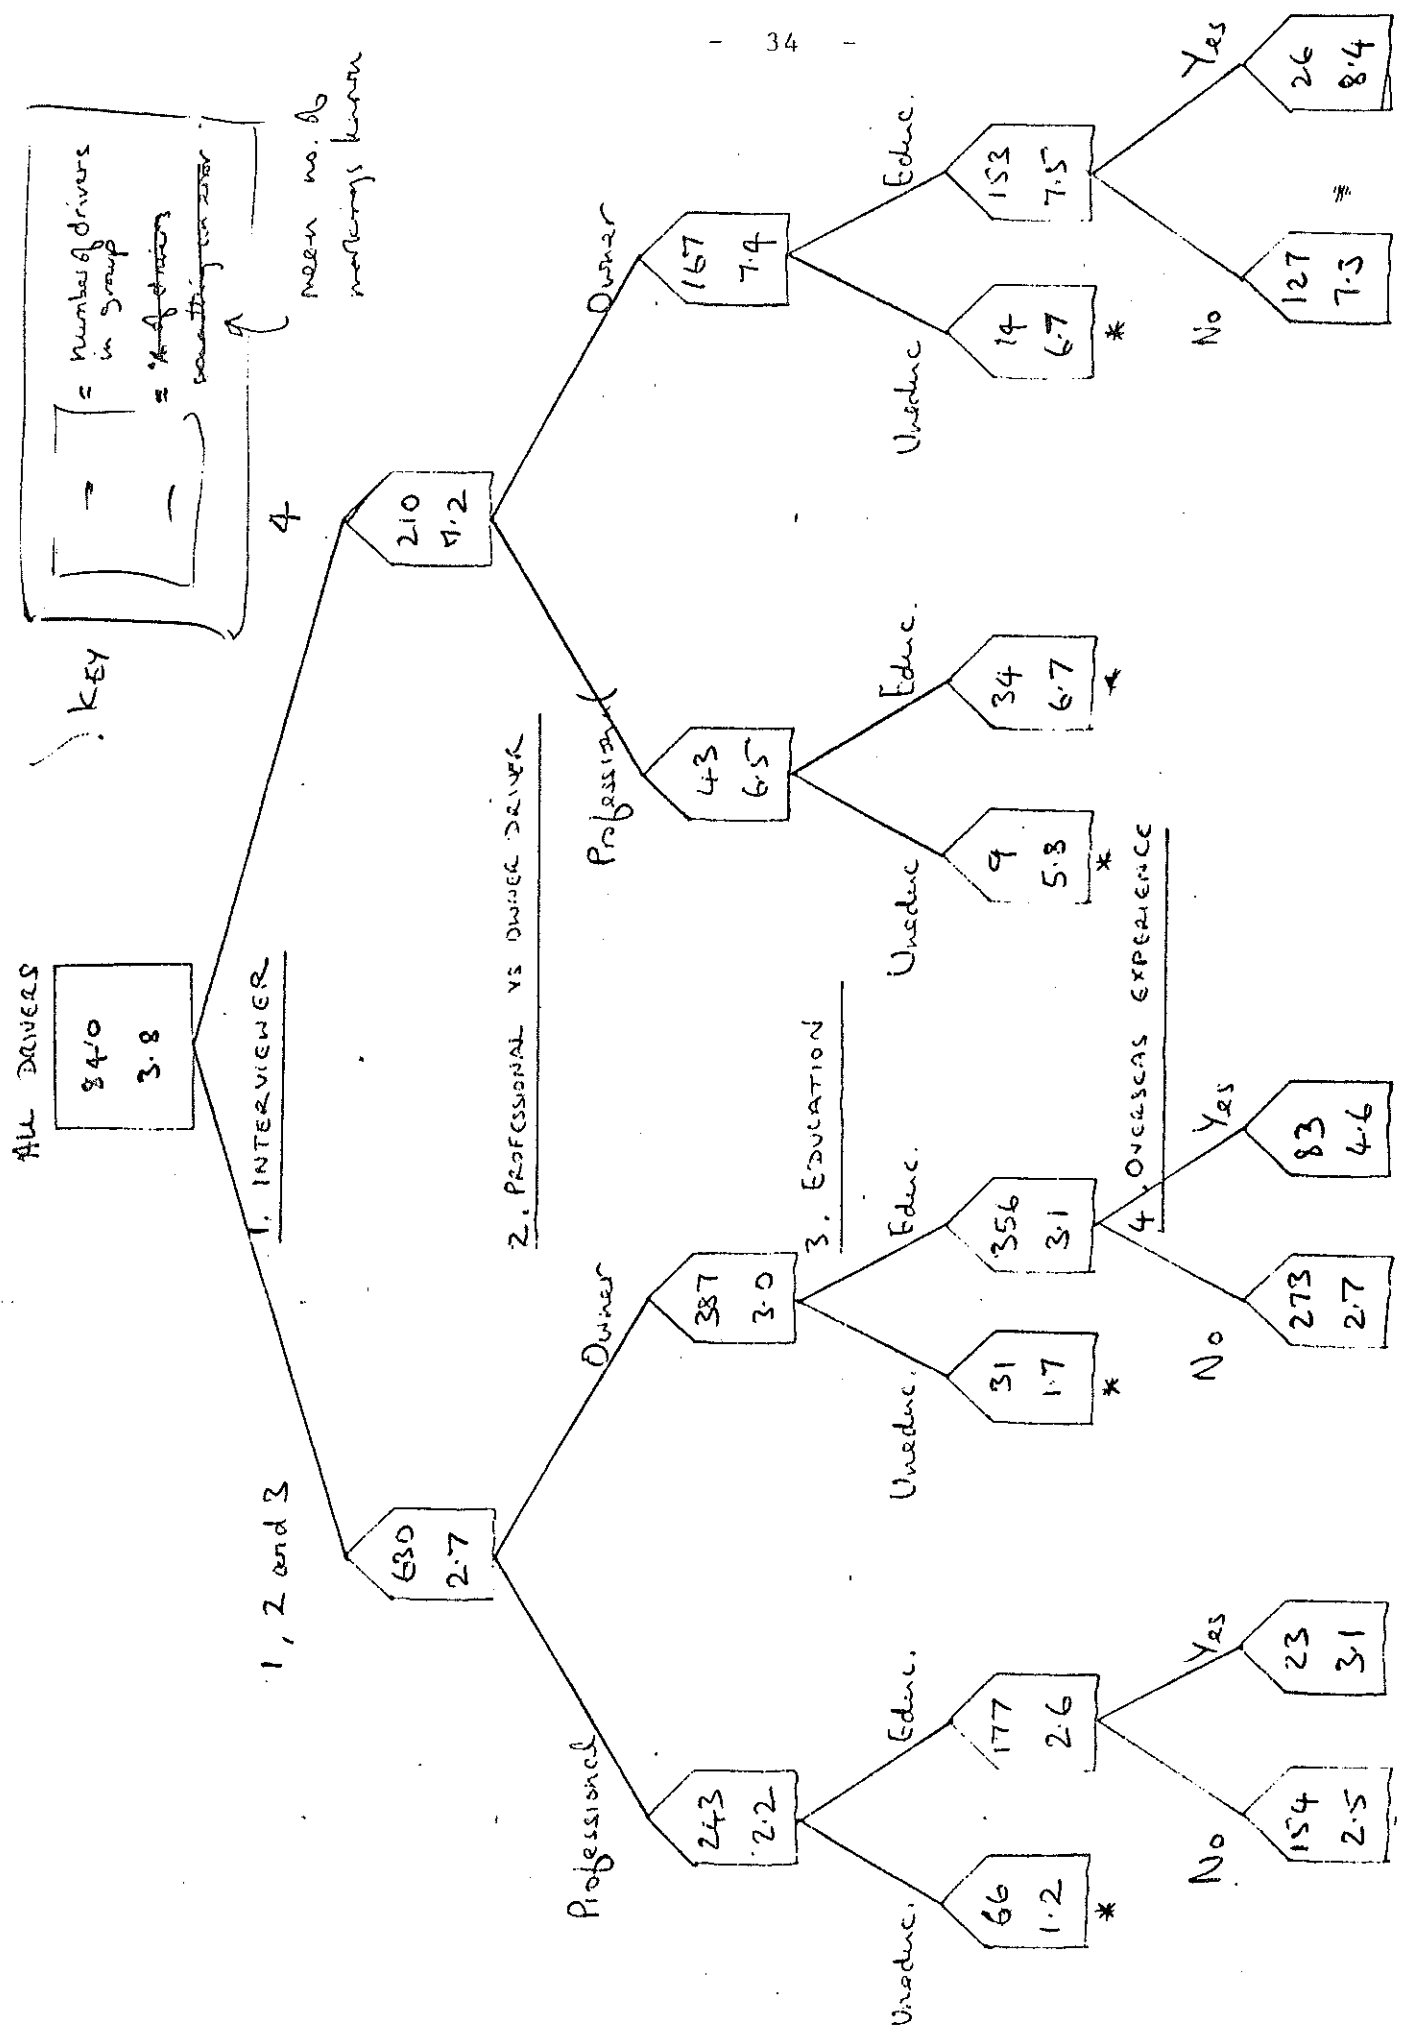 - 34 -
KEY
- = number of drivers
in group
- = % of drivers
mean no. of
markings known
ALL DRIVERS
840
3.8
1. INTERVIEWER
1, 2 and 3
4
630
2.7
210
7.2
2. PROFESSIONAL VS OWNER DRIVER
Professional
Owner
Professional
Owner
243
2.2
387
3.0
43
6.5
167
7.4
3. EDUCATION
Uneduc.
Educ.
Uneduc.
Educ.
Uneduc
Educ.
Uneduc
Educ.
66
1.2
*
177
2.6
31
1.7
*
356
3.1
9
5.8
*
34
6.7
*
14
6.7
*
153
7.5
4. OVERSEAS EXPERIENCE
No
Yes
No
Yes
No
Yes
154
2.5
23
3.1
273
2.7
83
4.6
127
7.3
26
8.4